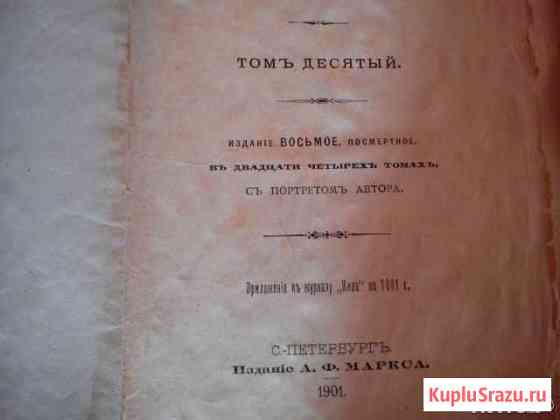 ТОМЪ ДЕСЯТЫЙ.
ИЗДАНІЕ ВОСЬМОЕ, ПОСМЕРТНОЕ,
ВЪ ДВАДЦАТИ ЧЕТЫРЕХЪ ТОМАХЪ,
СЪ ПОРТРЕТОМЪ АВТОРА.
Приложеніе къ журналу „Нива" на 1901 г.
С.-ПЕТЕРБУРГЪ.
Изданіе А. Ф. МАРКСА.
1901.
KupluSrazu.ru